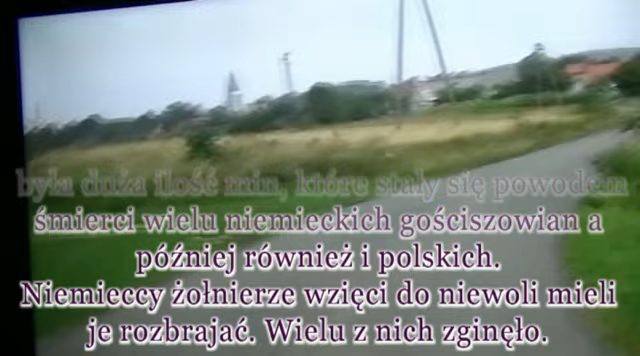 była duża ilość min, które stały się powodem
śmierci wielu niemieckich gościszowian a
później również i polskich.
Niemieccy żołnierze wzięci do niewoli mieli
je rozbrajać. Wielu z nich zginęło.